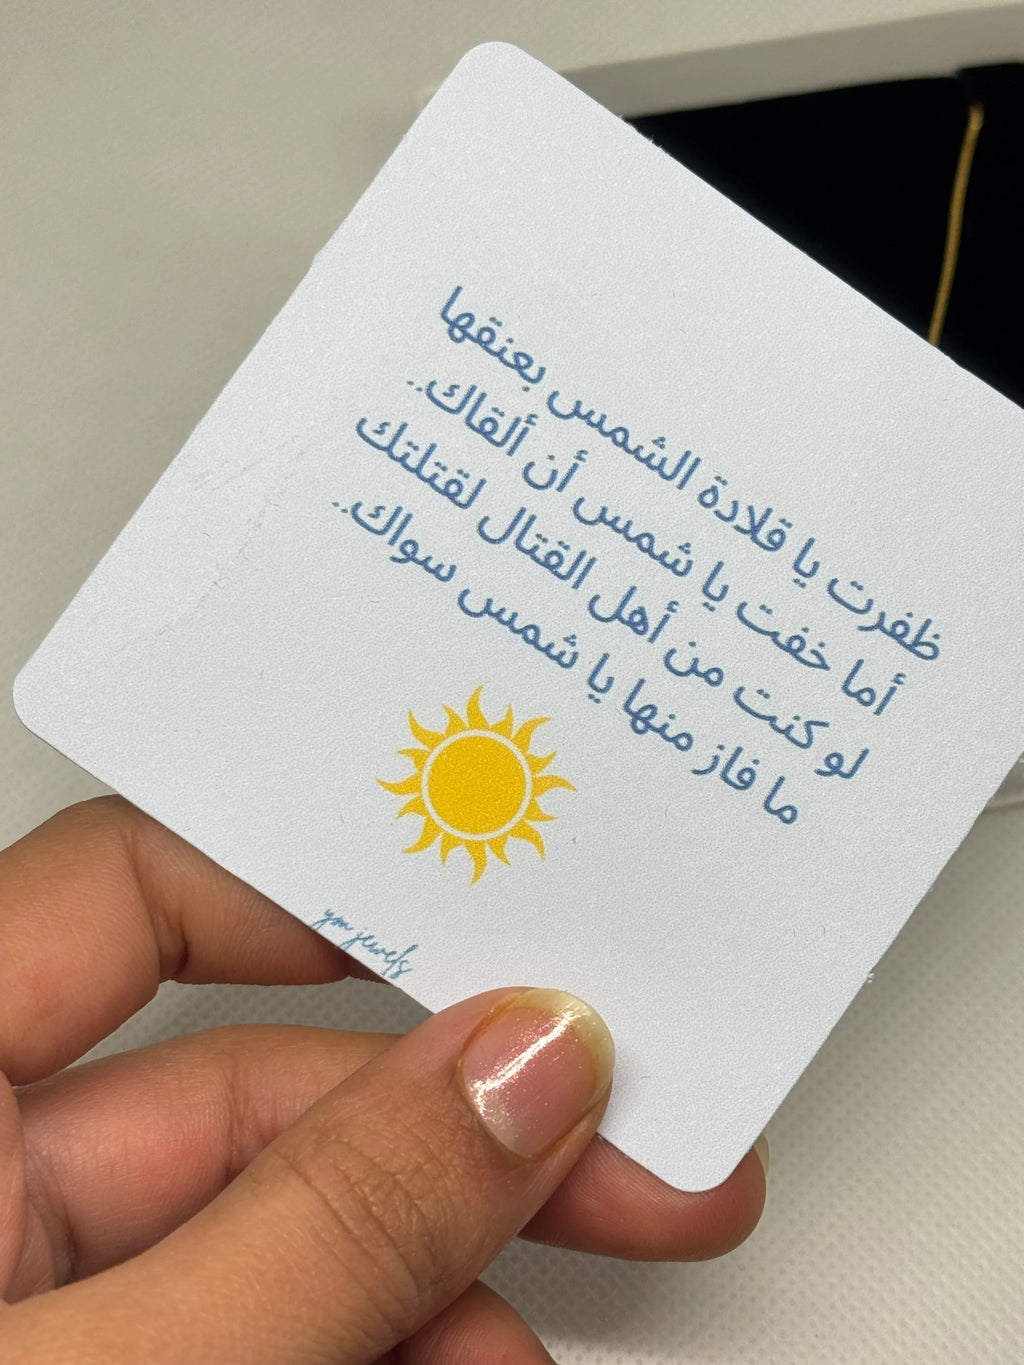 ظفرت يا قلادة الشمس بعنقها
أما خفت يا شمس أن ألقاك..
لو كنت من أهل القتال لقتلتك
ما فاز منها يا شمس سواك..
ym jewels